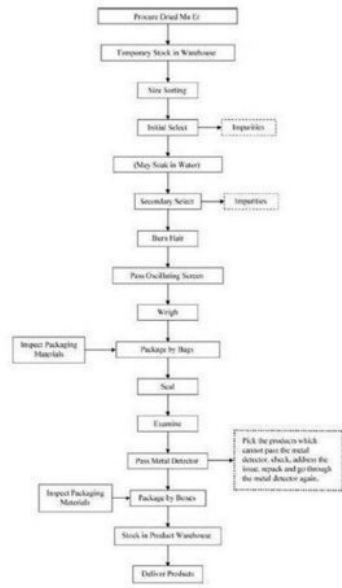 Procure Dried Mu Er
Temporary Stock in Warehouse
Size Sorting
Initial Select
Impurities
(May Soak in Water)
Secondary Select
Impurities
Burn Hair
Pass Oscillating Screen
Weigh
Inspect Packaging
Materials
Package by Bags
Seal
Examine
Pass Metal Detector
Pick the products which
cannot pass the metal
detector, check, address the
issue, repack and go through
the metal detector again.
Inspect Packaging
Materials
Package by Boxes
Stock in Product Warehouse
Deliver Products